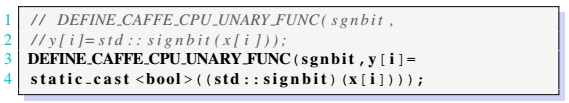 1 // DEFINE_CAFFE_CPU_UNARY_FUNC(sgnbit,
2 //y[i]=std::signbit(x[i]));
3 DEFINE_CAFFE_CPU_UNARY_FUNC(sgnbit,y[i]=
4 static_cast<bool>((std::signbit)(x[i])));